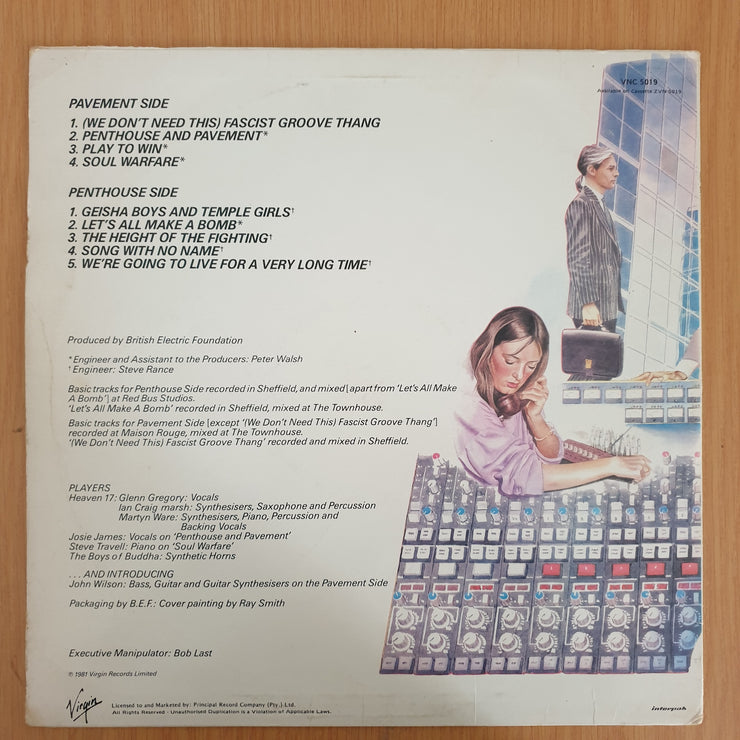 VNC 5019
Available on Cassette ZVNC 5019
PAVEMENT SIDE
1. (WE DON'T NEED THIS) FASCIST GROOVE THANG
2. PENTHOUSE AND PAVEMENT*
3. PLAY TO WIN*
4. SOUL WARFARE*
PENTHOUSE SIDE
1. GEISHA BOYS AND TEMPLE GIRLS†
2. LET'S ALL MAKE A BOMB*
3. THE HEIGHT OF THE FIGHTING†
4. SONG WITH NO NAME†
5. WE'RE GOING TO LIVE FOR A VERY LONG TIME†
Produced by British Electric Foundation
*Engineer and Assistant to the Producers: Peter Walsh
†Engineer: Steve Rance
Basic tracks for Penthouse Side recorded in Sheffield, and mixed [apart from 'Let's All Make
A Bomb'] at Red Bus Studios.
'Let's All Make A Bomb' recorded in Sheffield, mixed at The Townhouse.
Basic tracks for Pavement Side [except '(We Don't Need This) Fascist Groove Thang']
recorded at Maison Rouge, mixed at The Townhouse.
'(We Don't Need This) Fascist Groove Thang' recorded and mixed in Sheffield.
PLAYERS
Heaven 17: Glenn Gregory: Vocals
Ian Craig marsh: Synthesisers, Saxophone and Percussion
Martyn Ware: Synthesisers, Piano, Percussion and
Backing Vocals
Josie James: Vocals on 'Penthouse and Pavement'
Steve Travell: Piano on 'Soul Warfare'
The Boys of Buddha: Synthetic Horns
. . . AND INTRODUCING
John Wilson: Bass, Guitar and Guitar Synthesisers on the Pavement Side
Packaging by B.E.F.: Cover painting by Ray Smith
Executive Manipulator: Bob Last
℗ 1981 Virgin Records Limited
Virgin
Licensed to and Marketed by: Principal Record Company (Pty.) Ltd.
All Rights Reserved - Unauthorised Duplication is a Violation of Applicable Laws.
interpak